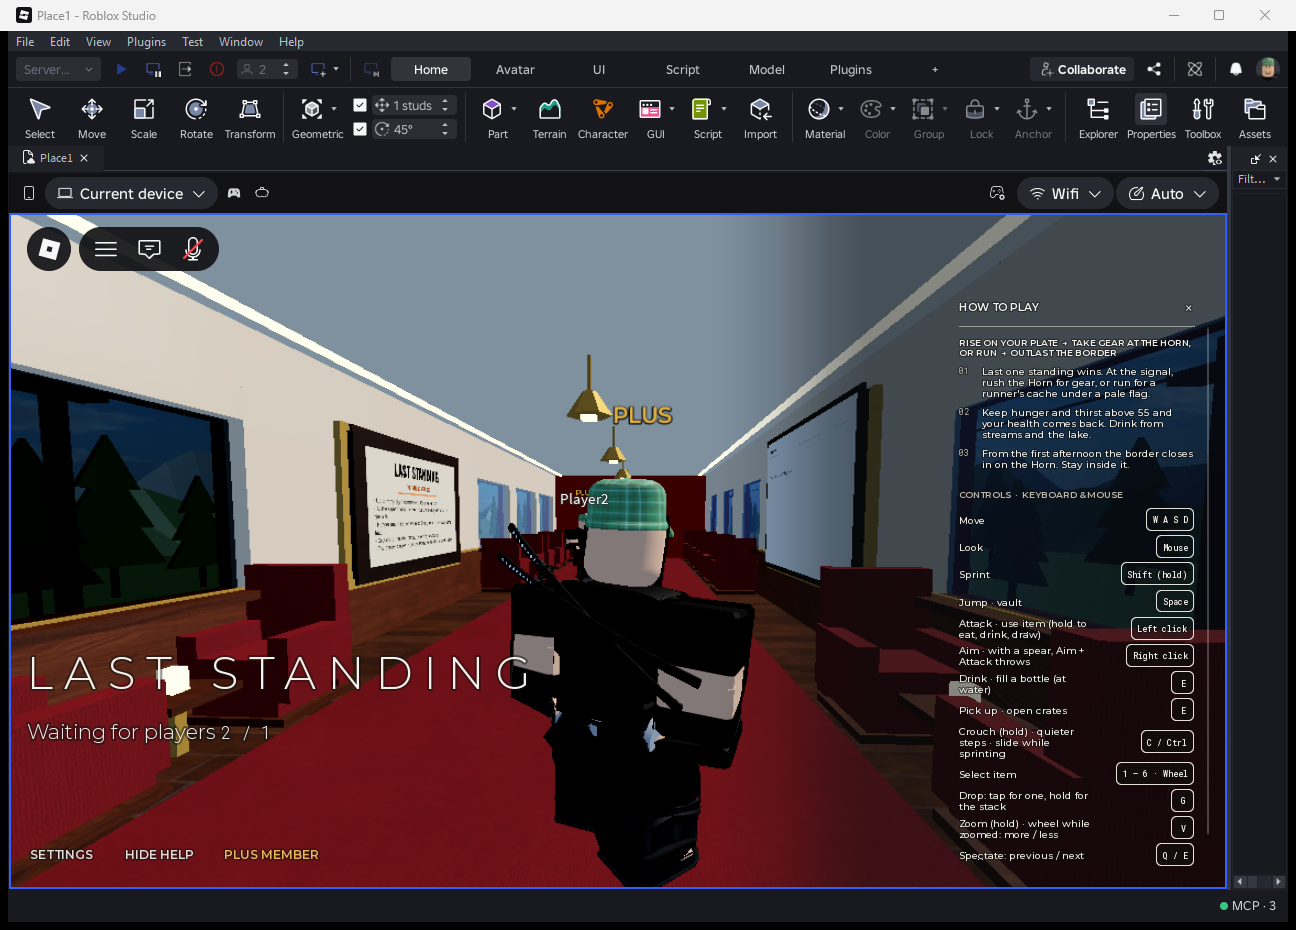 Place1 - Roblox Studio
File Edit View Plugins Test Window Help
Server... 2 Home Avatar UI Script Model Plugins + Collaborate
1 studs
45°
Select Move Scale Rotate Transform Geometric Part Terrain Character GUI Script Import Material Color Group Lock Anchor Explorer Properties Toolbox Assets
Place1
Filt...
Current device Wifi Auto
PLUS
LAST STANDING
Player2
LAST STANDING
Waiting for players 2 / 1
SETTINGS HIDE HELP PLUS MEMBER
HOW TO PLAY ×
RISE ON YOUR PLATE → TAKE GEAR AT THE HORN,
OR RUN → OUTLAST THE BORDER
01 Last one standing wins. At the signal,
rush the Horn for gear, or run for a
runner's cache under a pale flag.
02 Keep hunger and thirst above 55 and
your health comes back. Drink from
streams and the lake.
03 From the first afternoon the border closes
in on the Horn. Stay inside it.
CONTROLS · KEYBOARD & MOUSE
Move W A S D
Look Mouse
Sprint Shift (hold)
Jump · vault Space
Attack · use item (hold to
eat, drink, draw) Left click
Aim · with a spear, Aim +
Attack throws Right click
Drink · fill a bottle (at
water) E
Pick up · open crates E
Crouch (hold) · quieter
steps · slide while
sprinting C / Ctrl
Select item 1 – 6 · Wheel
Drop: tap for one, hold for
the stack G
Zoom (hold) · wheel while
zoomed: more / less V
Spectate: previous / next Q / E
MCP · 3